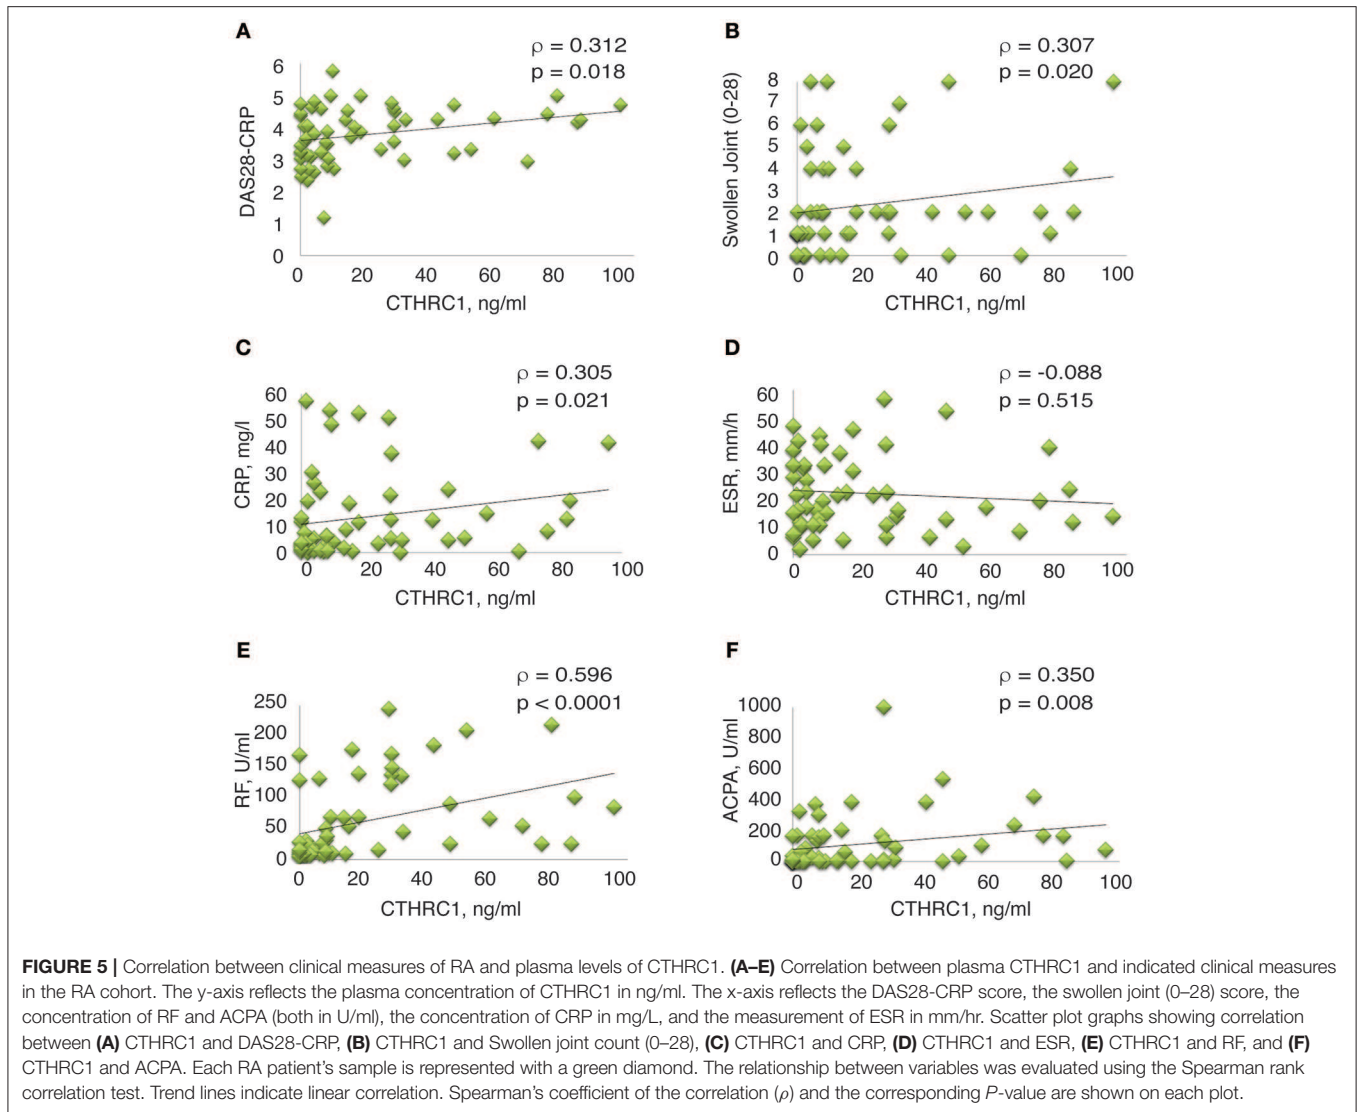 A
ρ = 0.312
p = 0.018
DAS28-CRP
6
5
4
3
2
1
0
0 20 40 60 80 100
CTHRC1, ng/ml
B
ρ = 0.307
p = 0.020
Swollen Joint (0-28)
8
7
6
5
4
3
2
1
0
0 20 40 60 80 100
CTHRC1, ng/ml
C
ρ = 0.305
p = 0.021
CRP, mg/l
60
50
40
30
20
10
0
0 20 40 60 80 100
CTHRC1, ng/ml
D
ρ = -0.088
p = 0.515
ESR, mm/h
60
50
40
30
20
10
0
0 20 40 60 80 100
CTHRC1, ng/ml
E
ρ = 0.596
p < 0.0001
RF, U/ml
250
200
150
100
50
0
0 20 40 60 80 100
CTHRC1, ng/ml
F
ρ = 0.350
p = 0.008
ACPA, U/ml
1000
800
600
400
200
0
0 20 40 60 80 100
CTHRC1, ng/ml
FIGURE 5 | Correlation between clinical measures of RA and plasma levels of CTHRC1. (A–E) Correlation between plasma CTHRC1 and indicated clinical measures
in the RA cohort. The y-axis reflects the plasma concentration of CTHRC1 in ng/ml. The x-axis reflects the DAS28-CRP score, the swollen joint (0–28) score, the
concentration of RF and ACPA (both in U/ml), the concentration of CRP in mg/L, and the measurement of ESR in mm/hr. Scatter plot graphs showing correlation
between (A) CTHRC1 and DAS28-CRP, (B) CTHRC1 and Swollen joint count (0–28), (C) CTHRC1 and CRP, (D) CTHRC1 and ESR, (E) CTHRC1 and RF, and (F)
CTHRC1 and ACPA. Each RA patient's sample is represented with a green diamond. The relationship between variables was evaluated using the Spearman rank
correlation test. Trend lines indicate linear correlation. Spearman's coefficient of the correlation (ρ) and the corresponding P-value are shown on each plot.